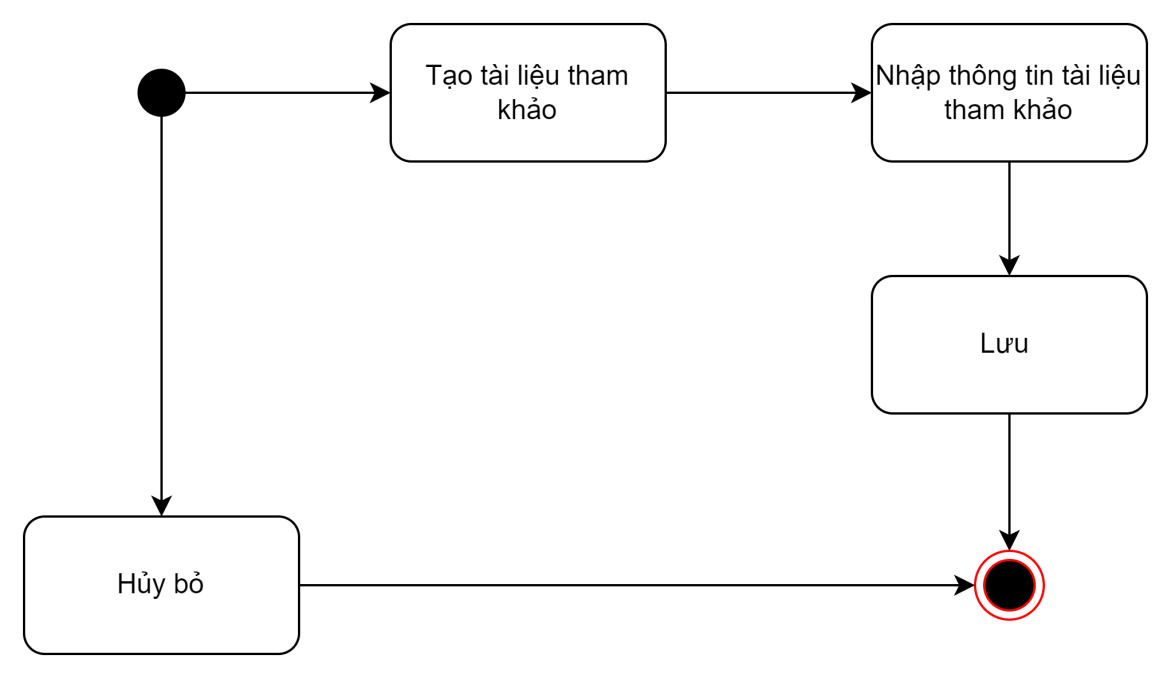 Tạo tài liệu tham
khảo
Nhập thông tin tài liệu
tham khảo
Lưu
Hủy bỏ